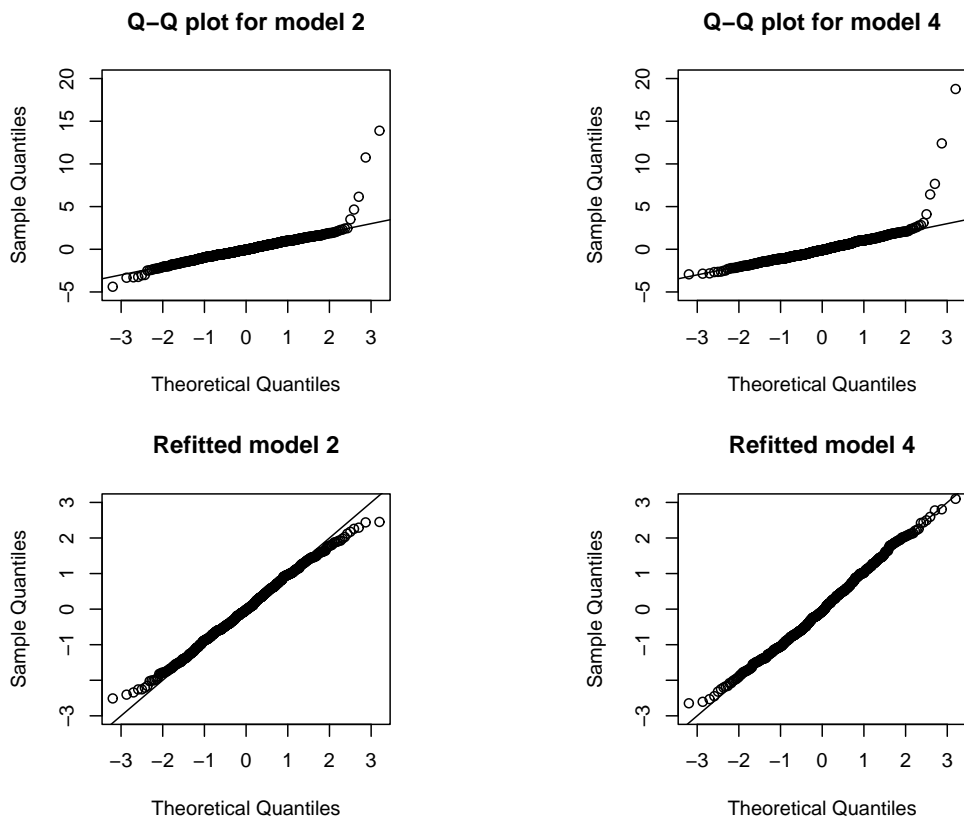 Q−Q plot for model 2
Sample Quantiles
20
15
10
5
0
−5
−3 −2 −1 0 1 2 3
Theoretical Quantiles
Q−Q plot for model 4
Sample Quantiles
20
15
10
5
0
−5
−3 −2 −1 0 1 2 3
Theoretical Quantiles
Refitted model 2
Sample Quantiles
3
2
1
0
−1
−3
−3 −2 −1 0 1 2 3
Theoretical Quantiles
Refitted model 4
Sample Quantiles
3
2
1
0
−1
−3
−3 −2 −1 0 1 2 3
Theoretical Quantiles